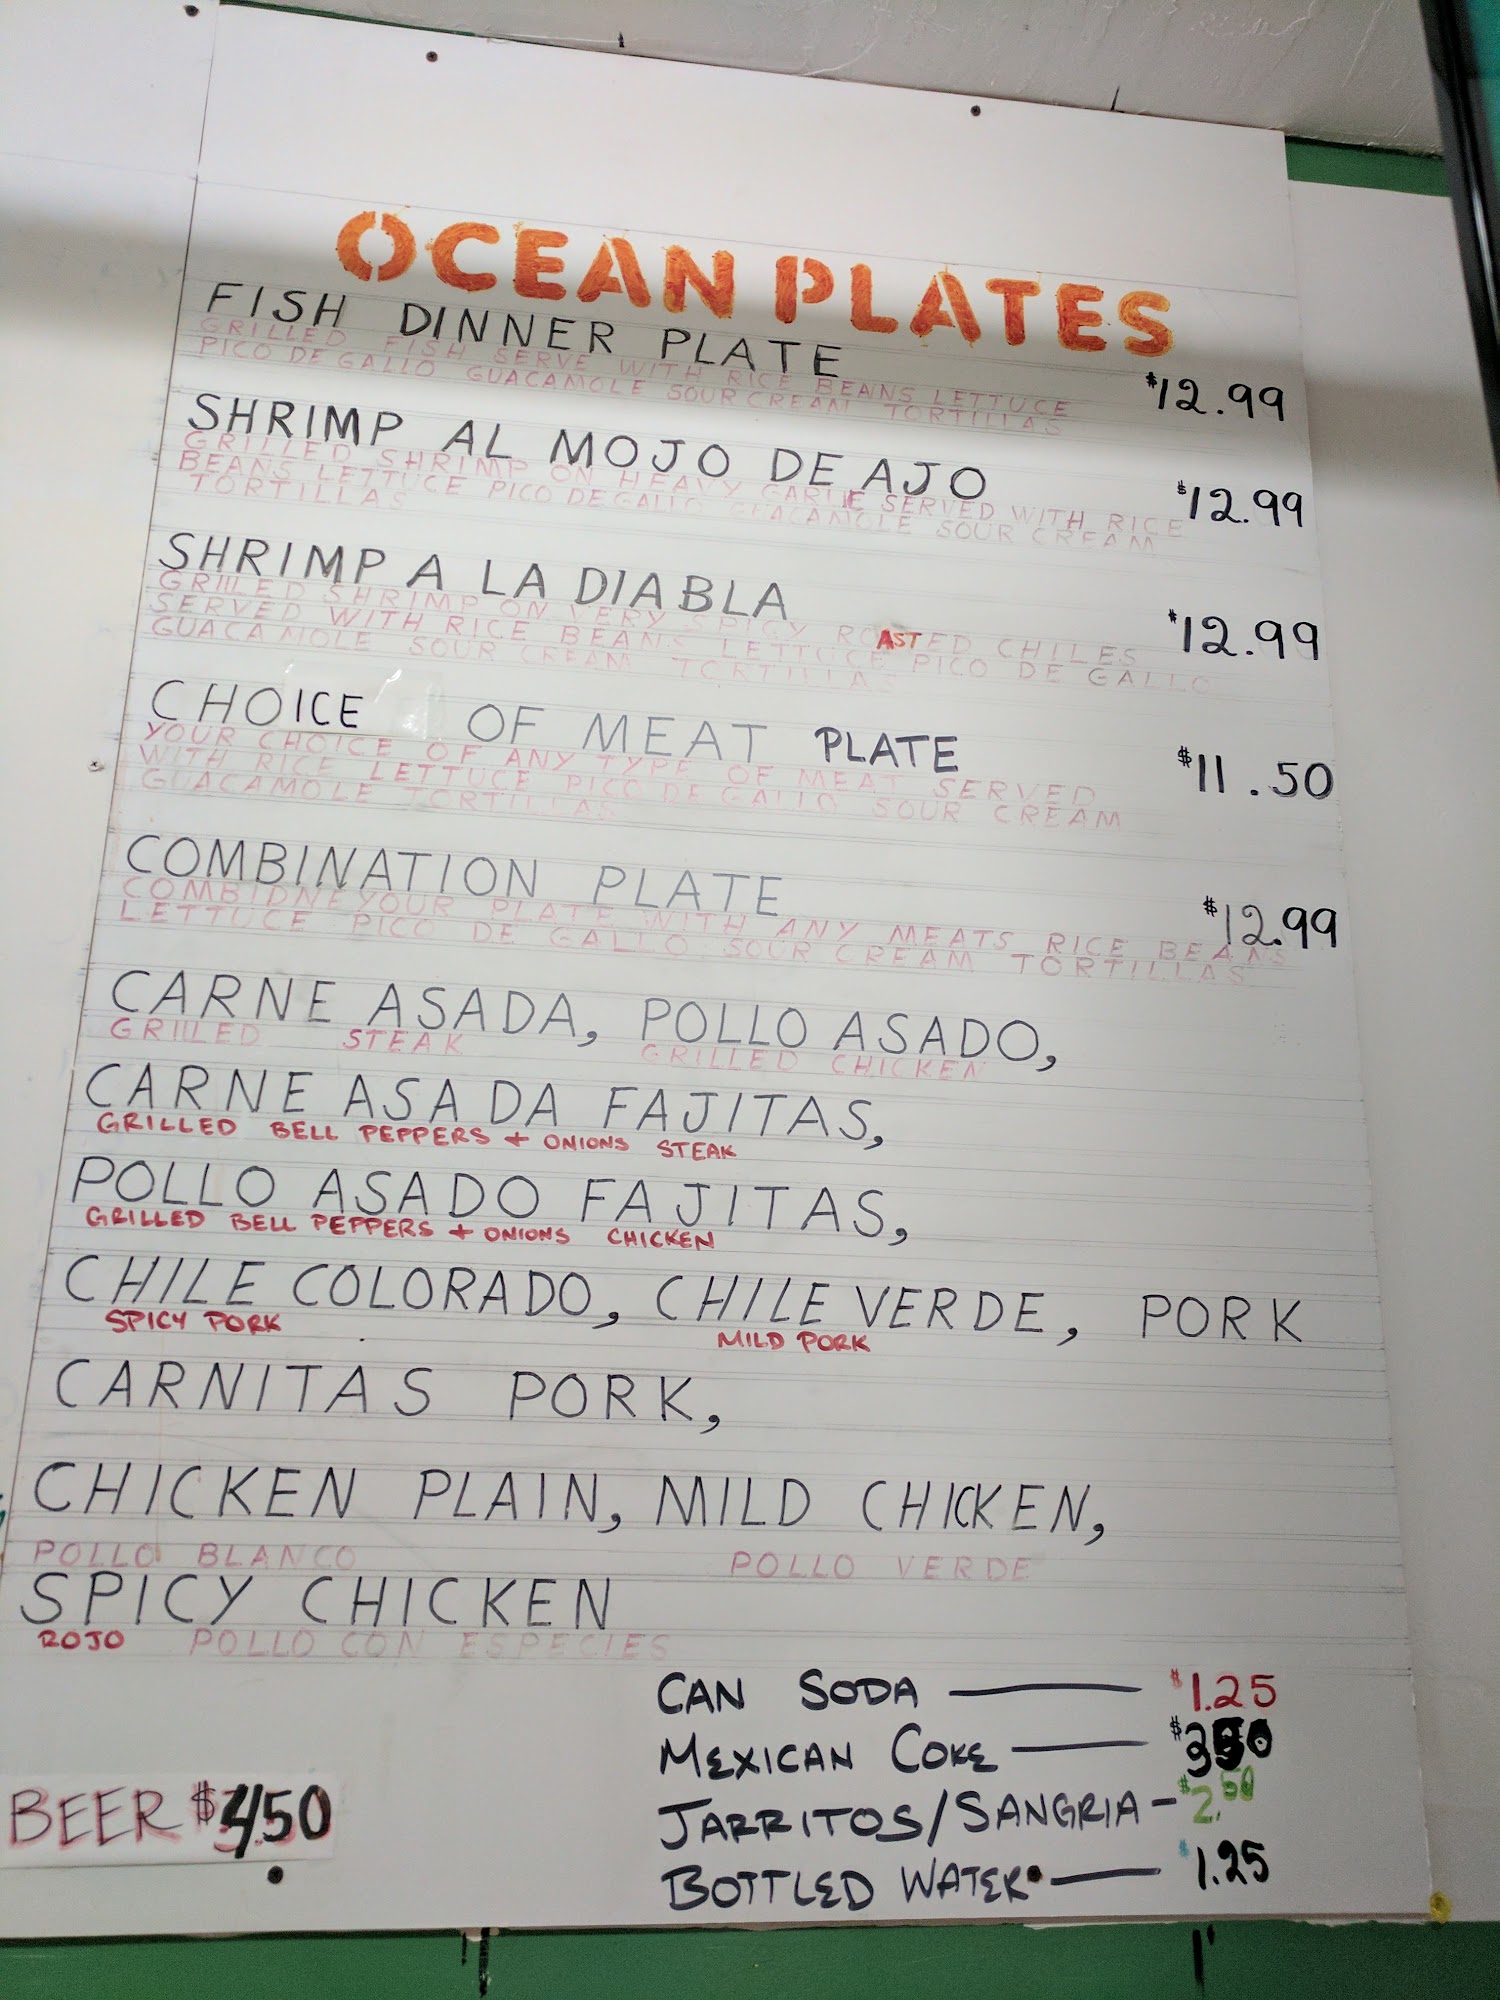 OCEAN PLATES
FISH DINNER PLATE $12.99
GRILLED FISH SERVE WITH RICE BEANS LETTUCE
PICO DE GALLO GUACAMOLE SOUR CREAM TORTILLAS
SHRIMP AL MOJO DE AJO $12.99
GRILLED SHRIMP ON HEAVY GARLIE SERVED WITH RICE
BEANS LETTUCE PICO DE GALLO GUACAMOLE SOUR CREAM
TORTILLAS
SHRIMP A LA DIABLA $12.99
GRILLED SHRIMP ON VERY SPICY ROASTED CHILES
SERVED WITH RICE BEANS LETTUCE PICO DE GALLO
GUACAMOLE SOUR CREAM TORTILLAS
CHOICE OF MEAT PLATE $11.50
YOUR CHOICE OF ANY TYPE OF MEAT SERVED
WITH RICE LETTUCE PICO DE GALLO SOUR CREAM
GUACAMOLE TORTILLAS
COMBINATION PLATE $12.99
COMBIDNE YOUR PLATE WITH ANY MEATS RICE BEANS
LETTUCE PICO DE GALLO SOUR CREAM TORTILLAS
CARNE ASADA, POLLO ASADO,
GRIILLED STEAK GRILLED CHICKEN
CARNE ASADA FAJITAS,
GRILLED BELL PEPPERS + ONIONS STEAK
POLLO ASADO FAJITAS,
GRILLED BELL PEPPERS + ONIONS CHICKEN
CHILE COLORADO, CHILE VERDE, PORK
SPICY PORK MILD PORK
CARNITAS PORK,
CHICKEN PLAIN, MILD CHICKEN,
POLLO BLANCO POLLO VERDE
SPICY CHICKEN
ROJO POLLO CON ESPECIES
CAN SODA $1.25
MEXICAN COKE
JARRITOS/SANGRIA - $2.50
BOTTLED WATER $1.25
BEER $4.50